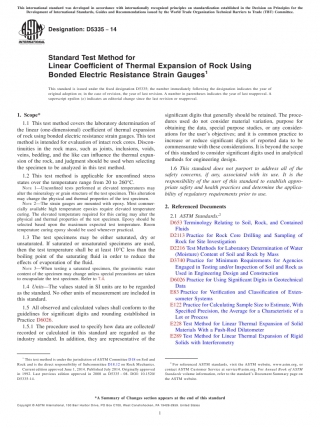 This international standard was developed in accordance with internationally recognized principles on standardization established in the Decision on Principles for the
Development of International Standards, Guides and Recommendations issued by the World Trade Organization Technical Barriers to Trade (TBT) Committee.
Designation: D5335 − 14
Standard Test Method for
Linear Coefficient of Thermal Expansion of Rock Using
Bonded Electric Resistance Strain Gauges1
This standard is issued under the fixed designation D5335; the number immediately following the designation indicates the year of
original adoption or, in the case of revision, the year of last revision. A number in parentheses indicates the year of last reapproval. A
superscript epsilon (ε) indicates an editorial change since the last revision or reapproval.
1. Scope*
1.1 This test method covers the laboratory determination of
the linear (one-dimensional) coefficient of thermal expansion
of rock using bonded electric resistance strain gauges. This test
method is intended for evaluation of intact rock cores. Discon-
tinuities in the rock mass, such as joints, inclusions, voids,
veins, bedding, and the like can influence the thermal expan-
sion of the rock, and judgment should be used when selecting
the specimen to be analyzed in this test method.
1.2 This test method is applicable for unconfined stress
states over the temperature range from 20 to 260°C.
NOTE 1—Unconfined tests performed at elevated temperatures may
alter the mineralogy or grain structure of the test specimen. This alteration
may change the physical and thermal properties of the test specimen.
NOTE 2—The strain gauges are mounted with epoxy. Most commer-
cially available high temperature epoxies require elevated temperature
curing. The elevated temperature required for this curing may alter the
physical and thermal properties of the test specimen. Epoxy should be
selected based upon the maximum expected test temperature. Room
temperature curing epoxy should be used whenever possible.
1.3 The test specimens may be either saturated, dry or
unsaturated. If saturated or unsaturated specimens are used,
then the test temperature shall be at least 10°C less than the
boiling point of the saturating fluid in order to reduce the
effects of evaporation of the fluid.
NOTE 3—When testing a saturated specimen, the gravimetric water
content of the specimen may change unless special precautions are taken
to encapsulate the test specimen. Refer to 7.4.
1.4 Units—The values stated in SI units are to be regarded
as the standard. No other units of measurement are included in
this standard.
1.5 All observed and calculated values shall conform to the
guidelines for significant digits and rounding established in
Practice D6026.
1.5.1 The procedure used to specify how data are collected/
recorded or calculated in this standard are regarded as the
industry standard. In addition, they are representative of the
1 This test method is under the jurisdiction of ASTM Committee D18 on Soil and
Rock and is the direct responsibility of Subcommittee D18.12 on Rock Mechanics.
Current edition approved June 1, 2014. Published July 2014. Originally approved
in 1992. Last previous edition approved in 2008 as D5335 – 08. DOI: 10.1520/
D5335-14.
significant digits that generally should be retained. The proce-
dures used do not consider material variation, purpose for
obtaining the data, special purpose studies, or any consider-
ations for the user's objectives; and it is common practice to
increase or reduce significant digits of reported data to be
commensurate with these considerations. It is beyond the scope
of this standard to consider significant digits used in analytical
methods for engineering design.
1.6 This standard does not purport to address all of the
safety concerns, if any, associated with its use. It is the
responsibility of the user of this standard to establish appro-
priate safety and health practices and determine the applica-
bility of regulatory requirements prior to use.
2. Referenced Documents
2.1 ASTM Standards:2
D653 Terminology Relating to Soil, Rock, and Contained
Fluids
D2113 Practice for Rock Core Drilling and Sampling of
Rock for Site Investigation
D2216 Test Methods for Laboratory Determination of Water
(Moisture) Content of Soil and Rock by Mass
D3740 Practice for Minimum Requirements for Agencies
Engaged in Testing and/or Inspection of Soil and Rock as
Used in Engineering Design and Construction
D6026 Practice for Using Significant Digits in Geotechnical
Data
E83 Practice for Verification and Classification of Exten-
someter Systems
E122 Practice for Calculating Sample Size to Estimate, With
Specified Precision, the Average for a Characteristic of a
Lot or Process
E228 Test Method for Linear Thermal Expansion of Solid
Materials With a Push-Rod Dilatometer
E289 Test Method for Linear Thermal Expansion of Rigid
Solids with Interferometry
2 For referenced ASTM standards, visit the ASTM website, www.astm.org, or
contact ASTM Customer Service at service@astm.org. For Annual Book of ASTM
Standards volume information, refer to the standard's Document Summary page on
the ASTM website.
*A Summary of Changes section appears at the end of this standard
1